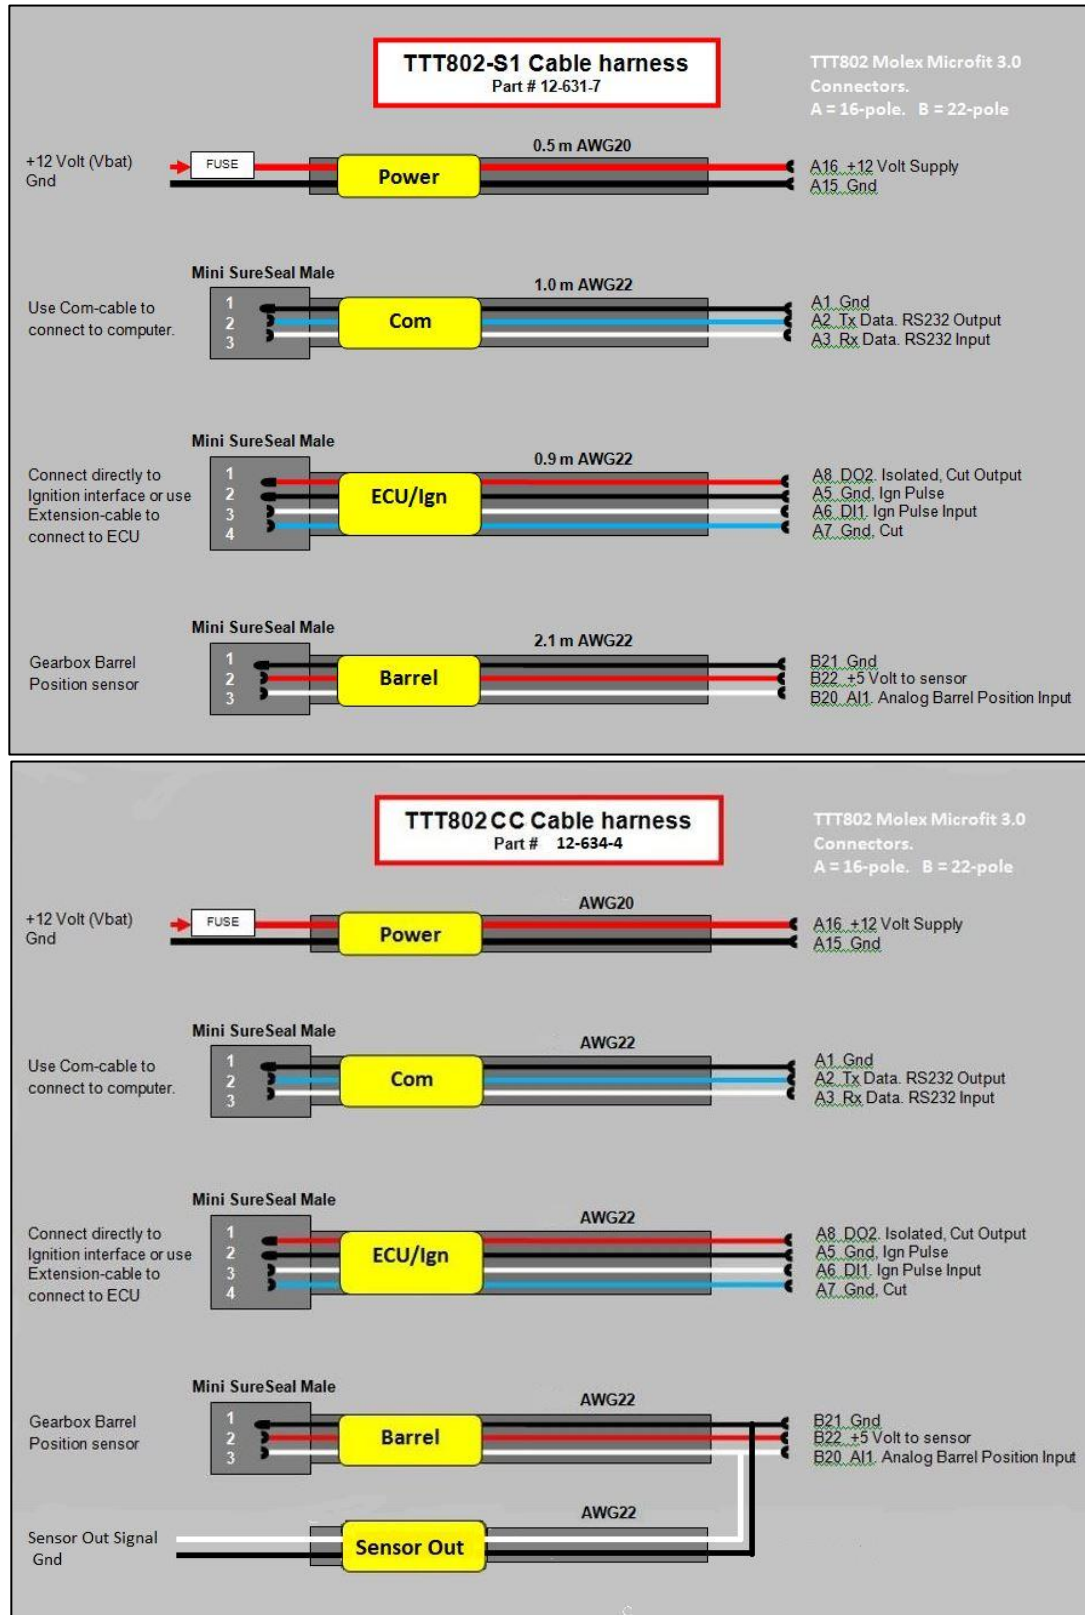 TTT802-S1 Cable harness
Part # 12-631-7
TTT802 Molex Microfit 3.0
Connectors.
A = 16-pole. B = 22-pole
+12 Volt (Vbat)
Gnd
FUSE
Power
0.5 m AWG20
A16 +12 Volt Supply
A15 Gnd
Mini SureSeal Male
Use Com-cable to
connect to computer.
1
2
3
Com
1.0 m AWG22
A1 Gnd
A2 Tx Data. RS232 Output
A3 Rx Data. RS232 Input
Mini SureSeal Male
Connect directly to
Ignition interface or use
Extension-cable to
connect to ECU
1
2
3
4
ECU/Ign
0.9 m AWG22
A8 DO2. Isolated, Cut Output
A5 Gnd, Ign Pulse
A6 DI1. Ign Pulse Input
A7 Gnd, Cut
Mini SureSeal Male
Gearbox Barrel
Position sensor
1
2
3
Barrel
2.1 m AWG22
B21 Gnd
B22 +5 Volt to sensor
B20 AI1. Analog Barrel Position Input
TTT802 CC Cable harness
Part # 12-634-4
TTT802 Molex Microfit 3.0
Connectors.
A = 16-pole. B = 22-pole
+12 Volt (Vbat)
Gnd
FUSE
Power
AWG20
A16 +12 Volt Supply
A15 Gnd
Mini SureSeal Male
Use Com-cable to
connect to computer.
1
2
3
Com
AWG22
A1 Gnd
A2 Tx Data. RS232 Output
A3 Rx Data. RS232 Input
Mini SureSeal Male
Connect directly to
Ignition interface or use
Extension-cable to
connect to ECU
1
2
3
4
ECU/Ign
AWG22
A8 DO2. Isolated, Cut Output
A5 Gnd, Ign Pulse
A6 DI1. Ign Pulse Input
A7 Gnd, Cut
Mini SureSeal Male
Gearbox Barrel
Position sensor
1
2
3
Barrel
AWG22
B21 Gnd
B22 +5 Volt to sensor
B20 AI1. Analog Barrel Position Input
Sensor Out Signal
Gnd
Sensor Out
AWG22